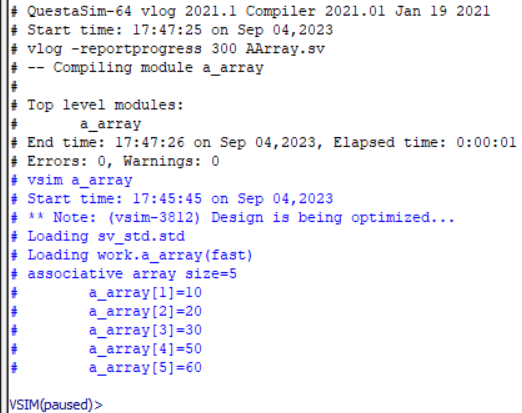 # QuestaSim-64 vlog 2021.1 Compiler 2021.01 Jan 19 2021
# Start time: 17:47:25 on Sep 04,2023
# vlog -reportprogress 300 AArray.sv
# -- Compiling module a_array
#
# Top level modules:
#       a_array
# End time: 17:47:26 on Sep 04,2023, Elapsed time: 0:00:01
# Errors: 0, Warnings: 0
# vsim a_array
# Start time: 17:45:45 on Sep 04,2023
# ** Note: (vsim-3812) Design is being optimized...
# Loading sv_std.std
# Loading work.a_array(fast)
# associative array size=5
#        a_array[1]=10
#        a_array[2]=20
#        a_array[3]=30
#        a_array[4]=50
#        a_array[5]=60
VSIM(paused)>